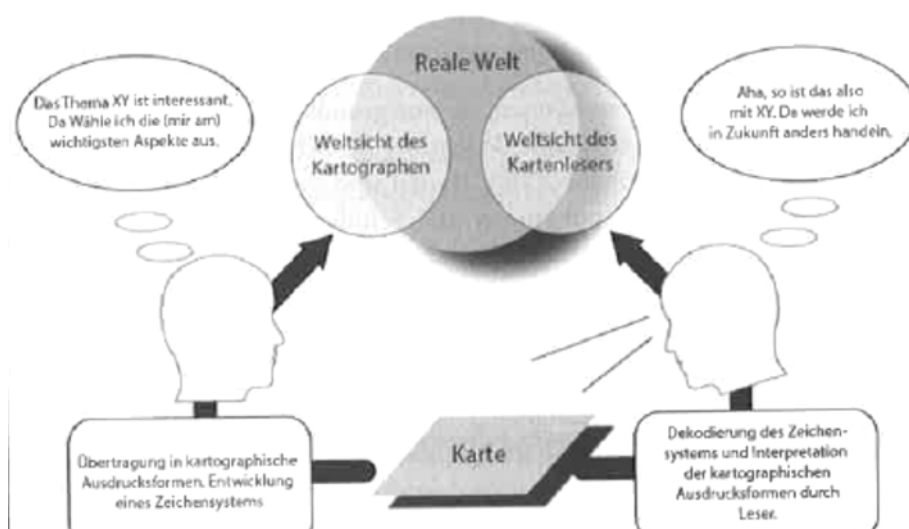 Reale Welt
Das Thema XY ist interessant.
Da Wähle ich die (mir am)
wichtigsten Aspekte aus.
Aha, so ist das also
mit XY. Da werde ich
in Zukunft anders handeln.
Weltsicht des
Kartographen
Weltsicht des
Kartenlesers
Übertragung in kartographische
Ausdrucksformen. Entwicklung
eines Zeichensystems
Karte
Dekodierung des Zeichen-
systems und Interpretation
der kartographischen
Ausdrucksformen durch
Leser.